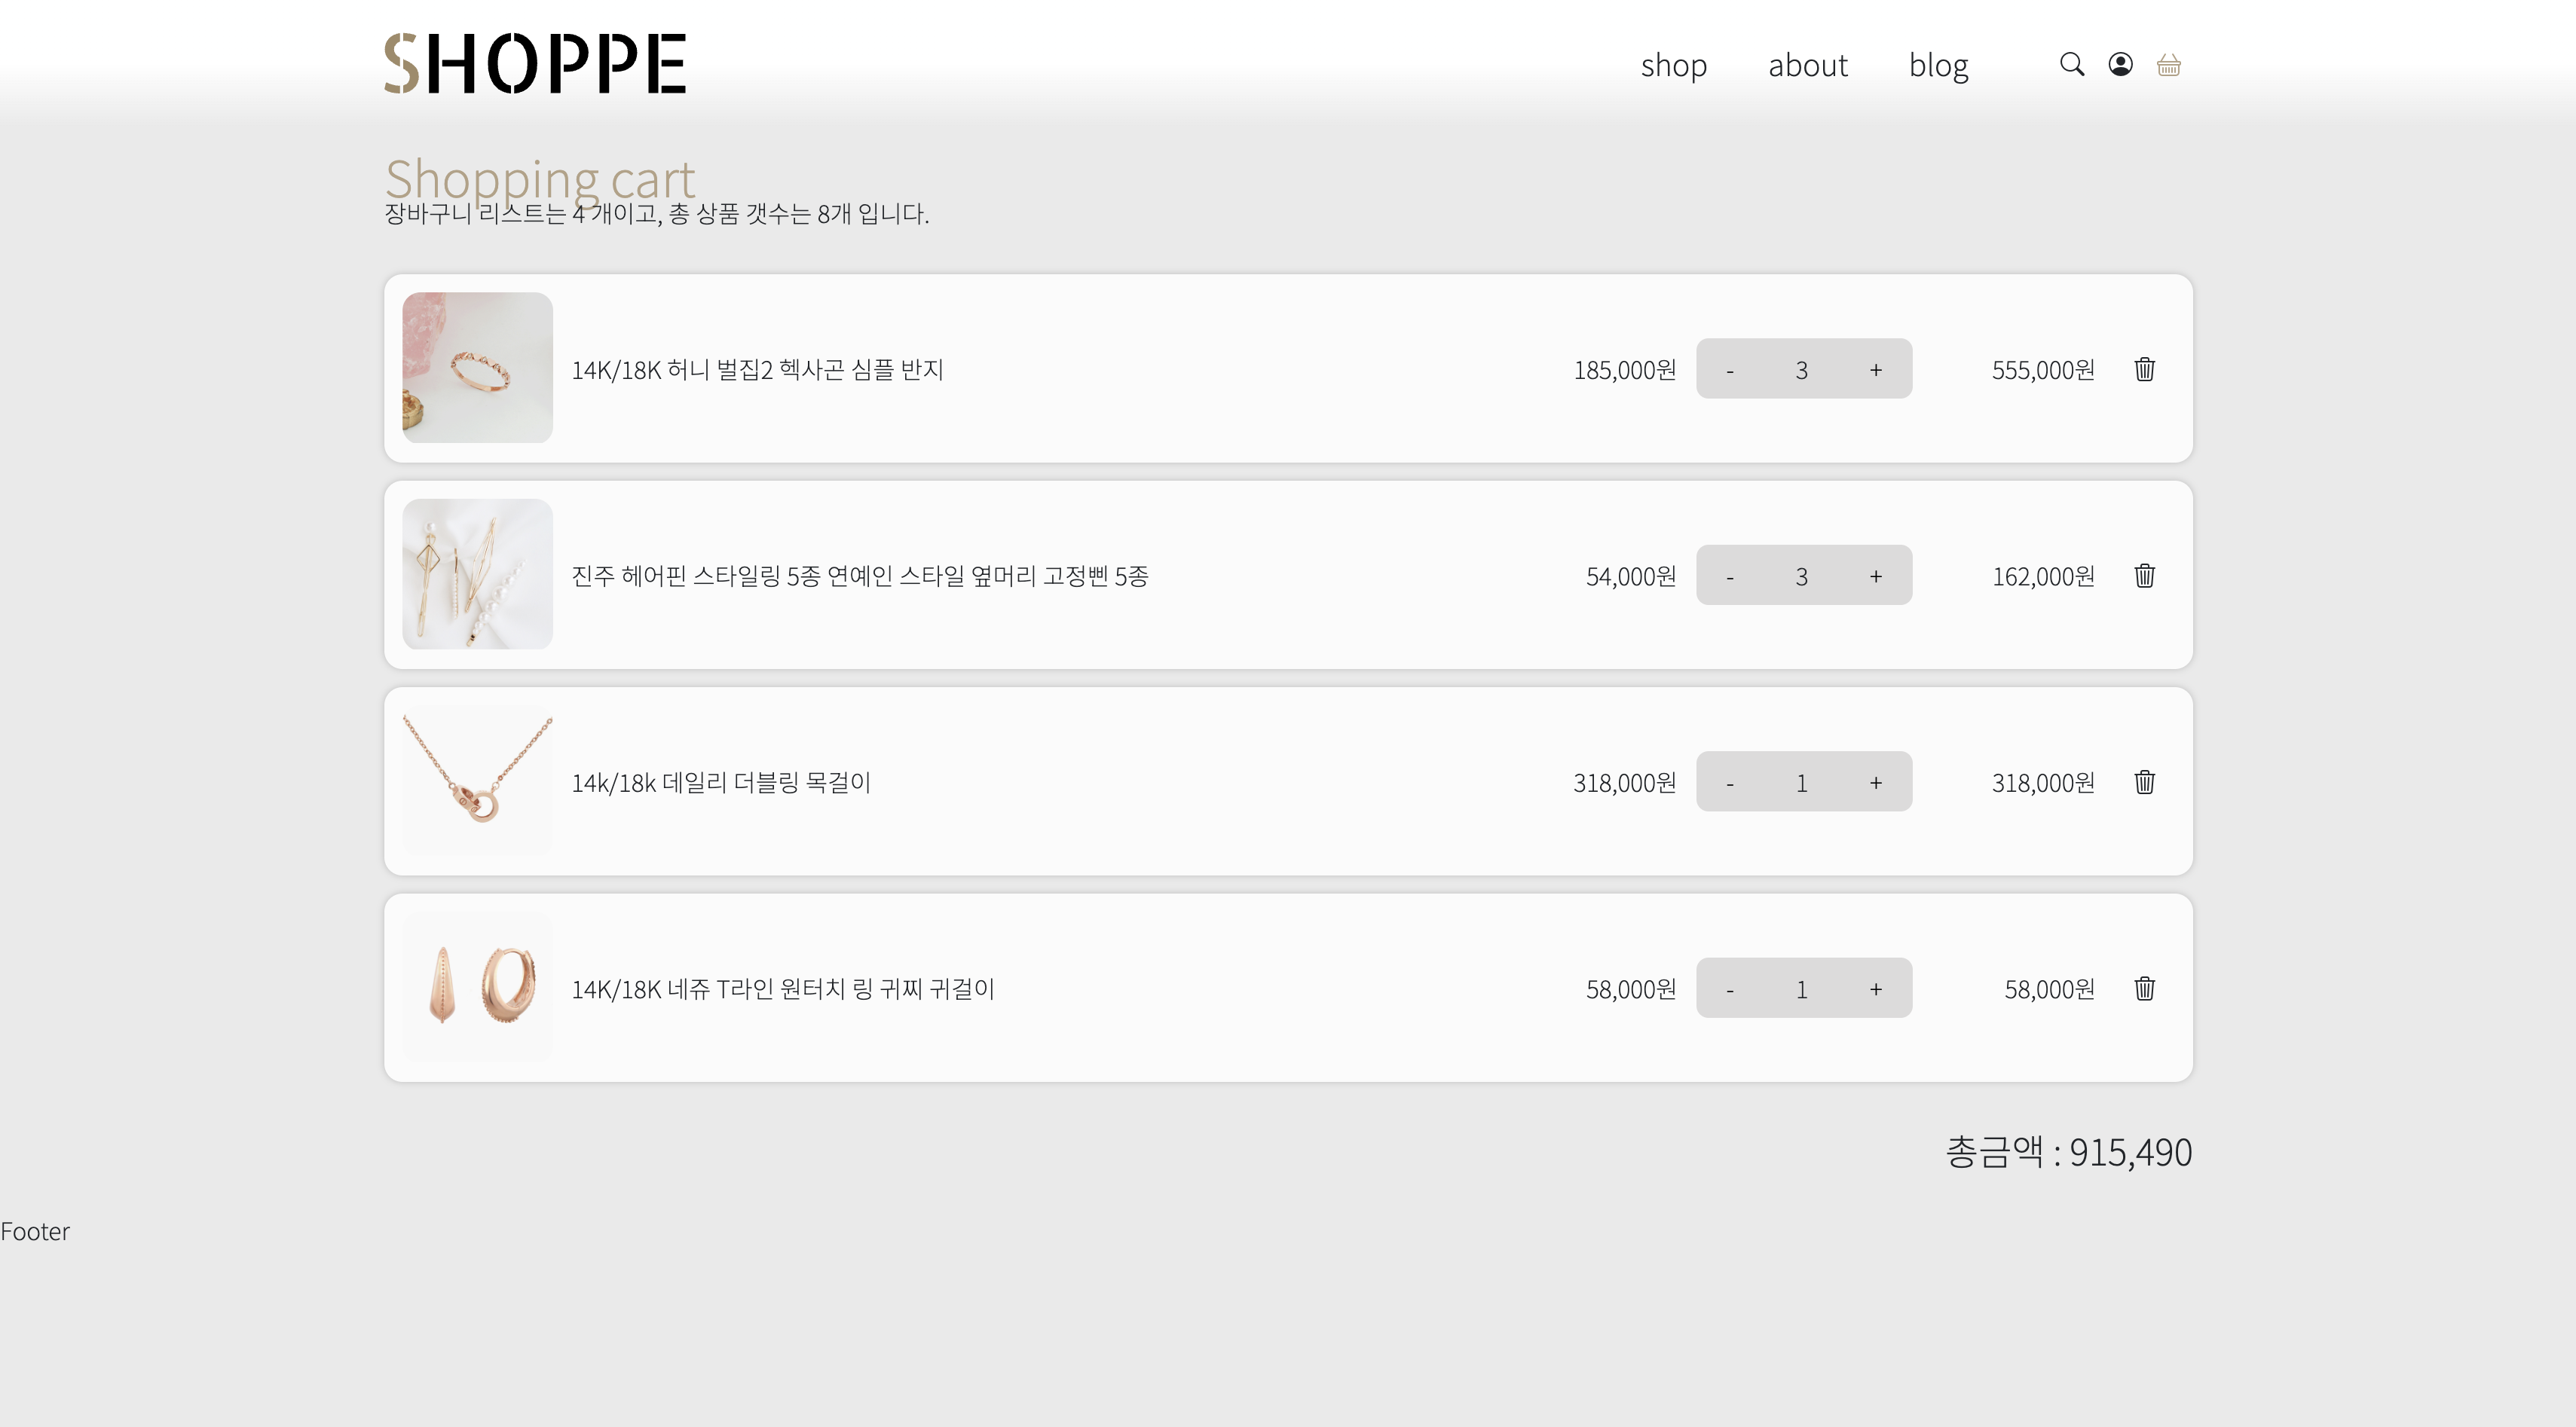 SHOPPE
shop about blog
Shopping cart
장바구니 리스트는 4 개이고, 총 상품 갯수는 8개 입니다.
14K/18K 허니 벌집2 헥사곤 심플 반지 185,000원 - 3 + 555,000원
진주 헤어핀 스타일링 5종 연예인 스타일 옆머리 고정삔 5종 54,000원 - 3 + 162,000원
14k/18k 데일리 더블링 목걸이 318,000원 - 1 + 318,000원
14K/18K 네쥬 T라인 원터치 링 귀찌 귀걸이 58,000원 - 1 + 58,000원
총금액 : 915,490
Footer